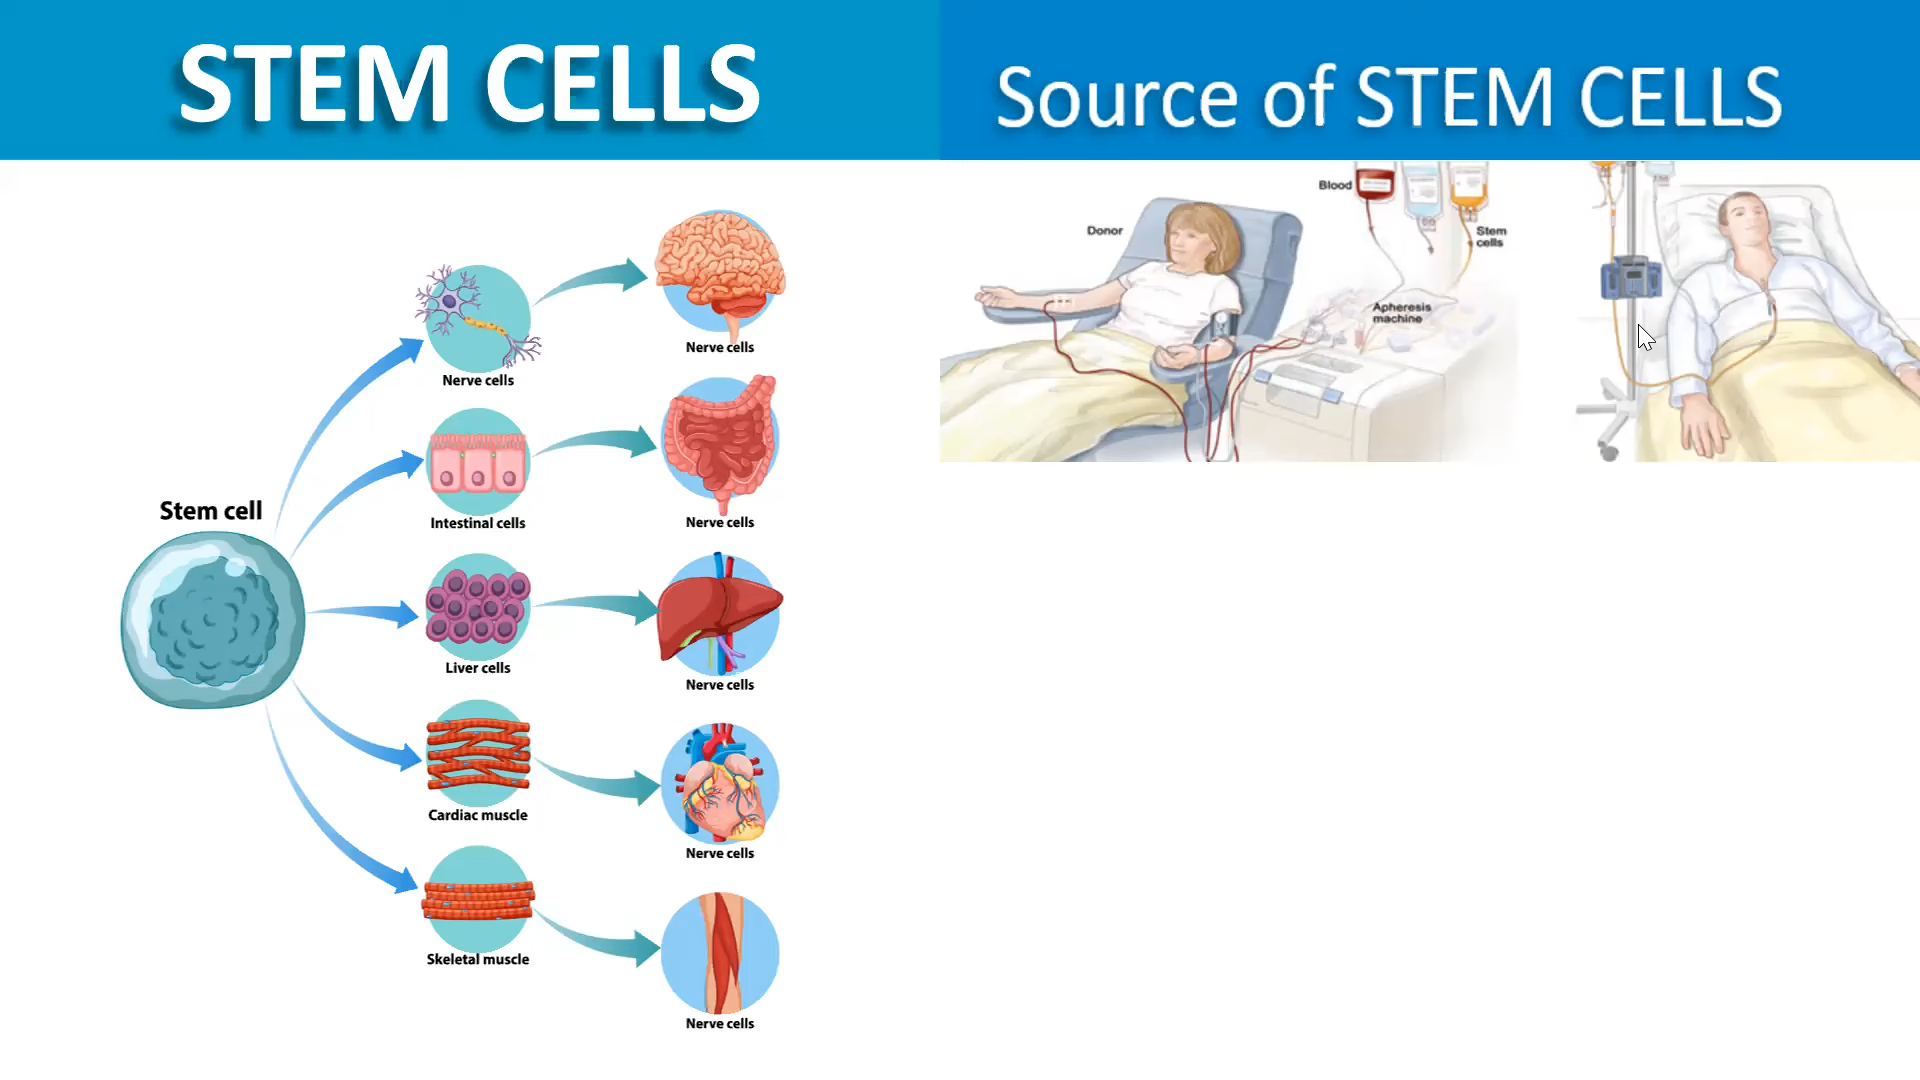 STEM CELLS
Source of STEM CELLS
Stem cell
Nerve cells
Nerve cells
Intestinal cells
Nerve cells
Liver cells
Nerve cells
Cardiac muscle
Nerve cells
Skeletal muscle
Nerve cells
Donor
Blood
Stem
cells
Apheresis
machine